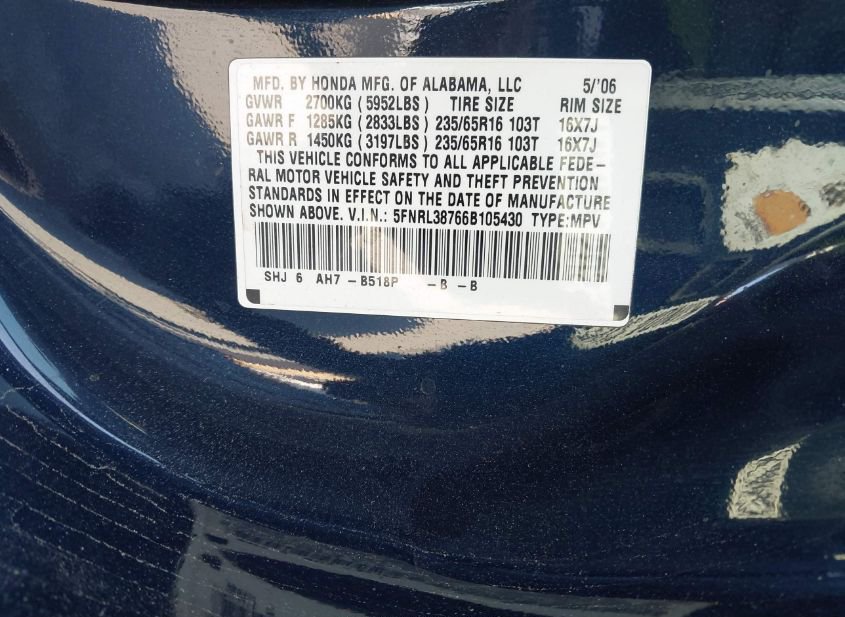 MFD. BY HONDA MFG. OF ALABAMA, LLC 5/'06
GVWR 2700KG (5952LBS) TIRE SIZE RIM SIZE
GAWR F 1285KG (2833LBS) 235/65R16 103T 16X7J
GAWR R 1450KG (3197LBS) 235/65R16 103T 16X7J
THIS VEHICLE CONFORMS TO ALL APPLICABLE FEDE-
RAL MOTOR VEHICLE SAFETY AND THEFT PREVENTION
STANDARDS IN EFFECT ON THE DATE OF MANUFACTURE
SHOWN ABOVE. V.I.N.: 5FNRL38766B105430 TYPE:MPV
SHJ 6 AH7 -B518P -B -B